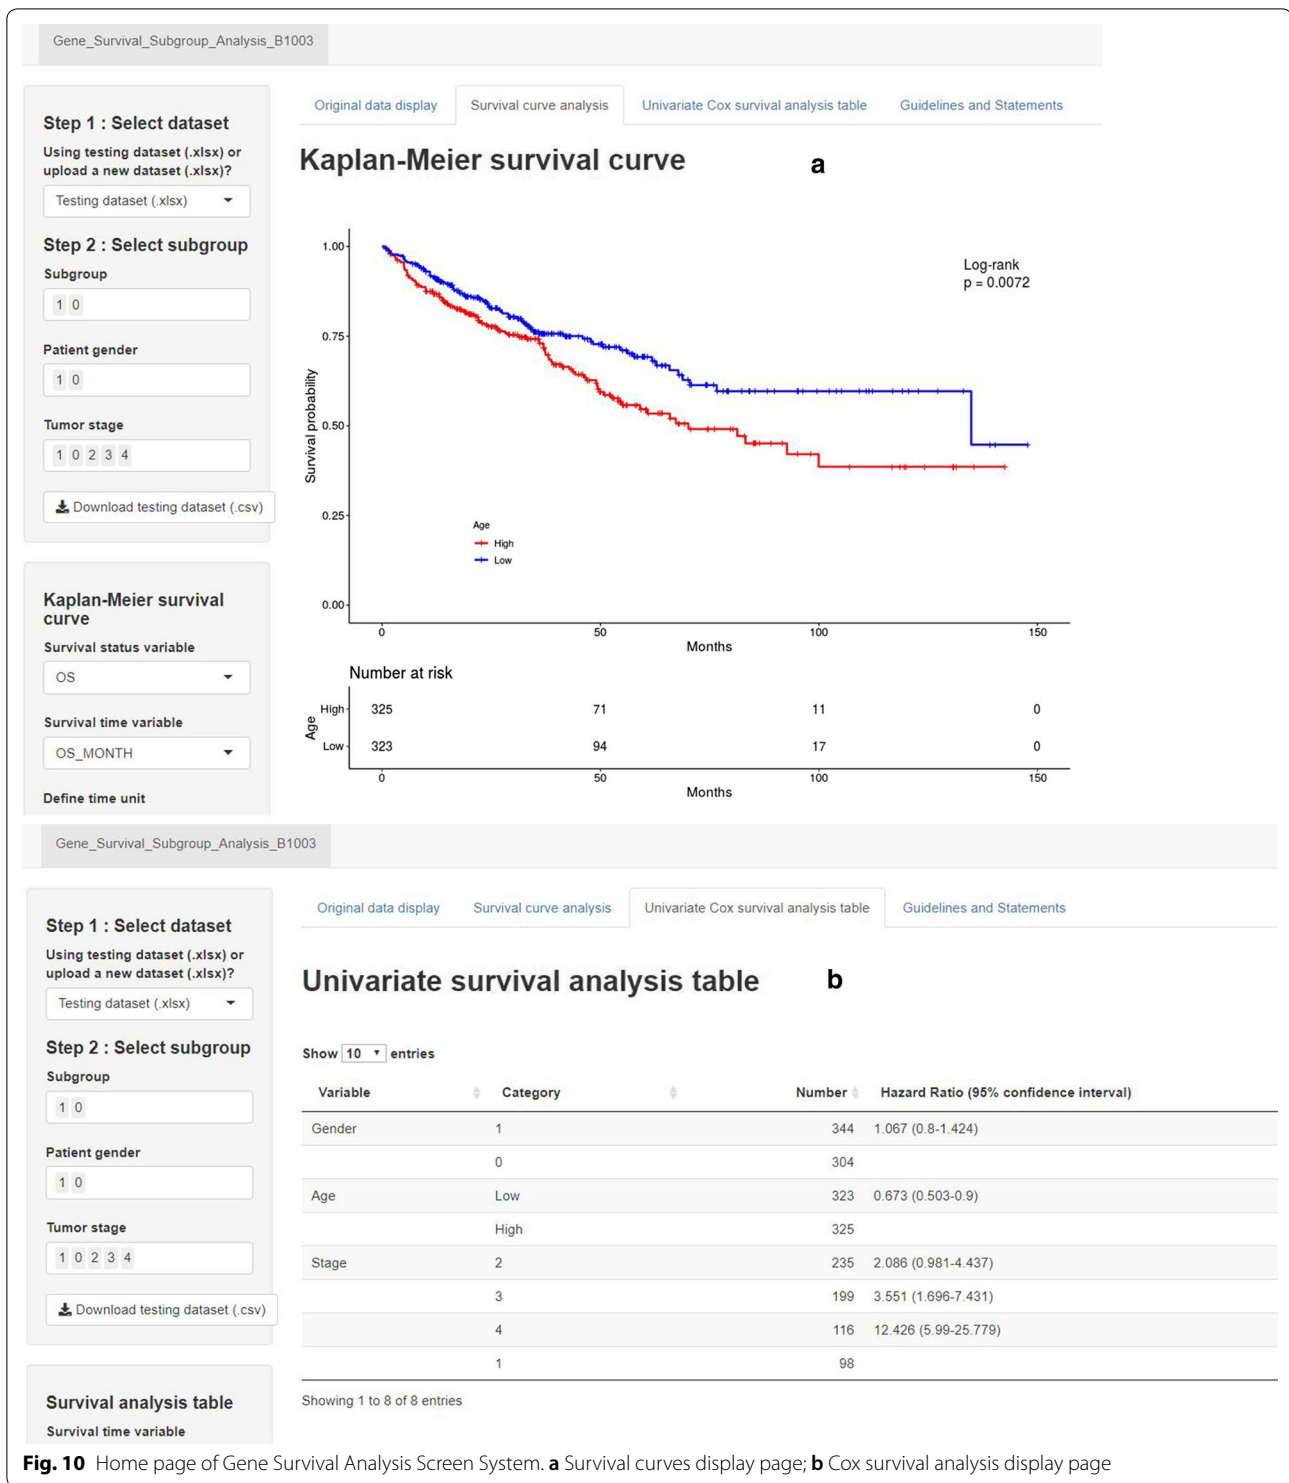 Gene_Survival_Subgroup_Analysis_B1003
Original data display
Survival curve analysis
Univariate Cox survival analysis table
Guidelines and Statements
Step 1 : Select dataset
Using testing dataset (.xlsx) or
upload a new dataset (.xlsx)?
Testing dataset (.xlsx)
Step 2 : Select subgroup
Subgroup
1 0
Patient gender
1 0
Tumor stage
1 0 2 3 4
Download testing dataset (.csv)
Kaplan-Meier survival
curve
Survival status variable
OS
Survival time variable
OS_MONTH
Define time unit
Kaplan-Meier survival curve
a
1.00
0.75
0.50
0.25
0.00
Survival probability
Log-rank
p = 0.0072
Age
High
Low
0 50 100 150
Months
Number at risk
Age
High 325 71 11 0
Low 323 94 17 0
0 50 100 150
Months
Gene_Survival_Subgroup_Analysis_B1003
Original data display
Survival curve analysis
Univariate Cox survival analysis table
Guidelines and Statements
Step 1 : Select dataset
Using testing dataset (.xlsx) or
upload a new dataset (.xlsx)?
Testing dataset (.xlsx)
Step 2 : Select subgroup
Subgroup
1 0
Patient gender
1 0
Tumor stage
1 0 2 3 4
Download testing dataset (.csv)
Survival analysis table
Survival time variable
Univariate survival analysis table
b
Show 10 entries
Variable Category Number Hazard Ratio (95% confidence interval)
Gender 1 344 1.067 (0.8-1.424)
0 304
Age Low 323 0.673 (0.503-0.9)
High 325
Stage 2 235 2.086 (0.981-4.437)
3 199 3.551 (1.696-7.431)
4 116 12.426 (5.99-25.779)
1 98
Showing 1 to 8 of 8 entries
Fig. 10 Home page of Gene Survival Analysis Screen System. a Survival curves display page; b Cox survival analysis display page